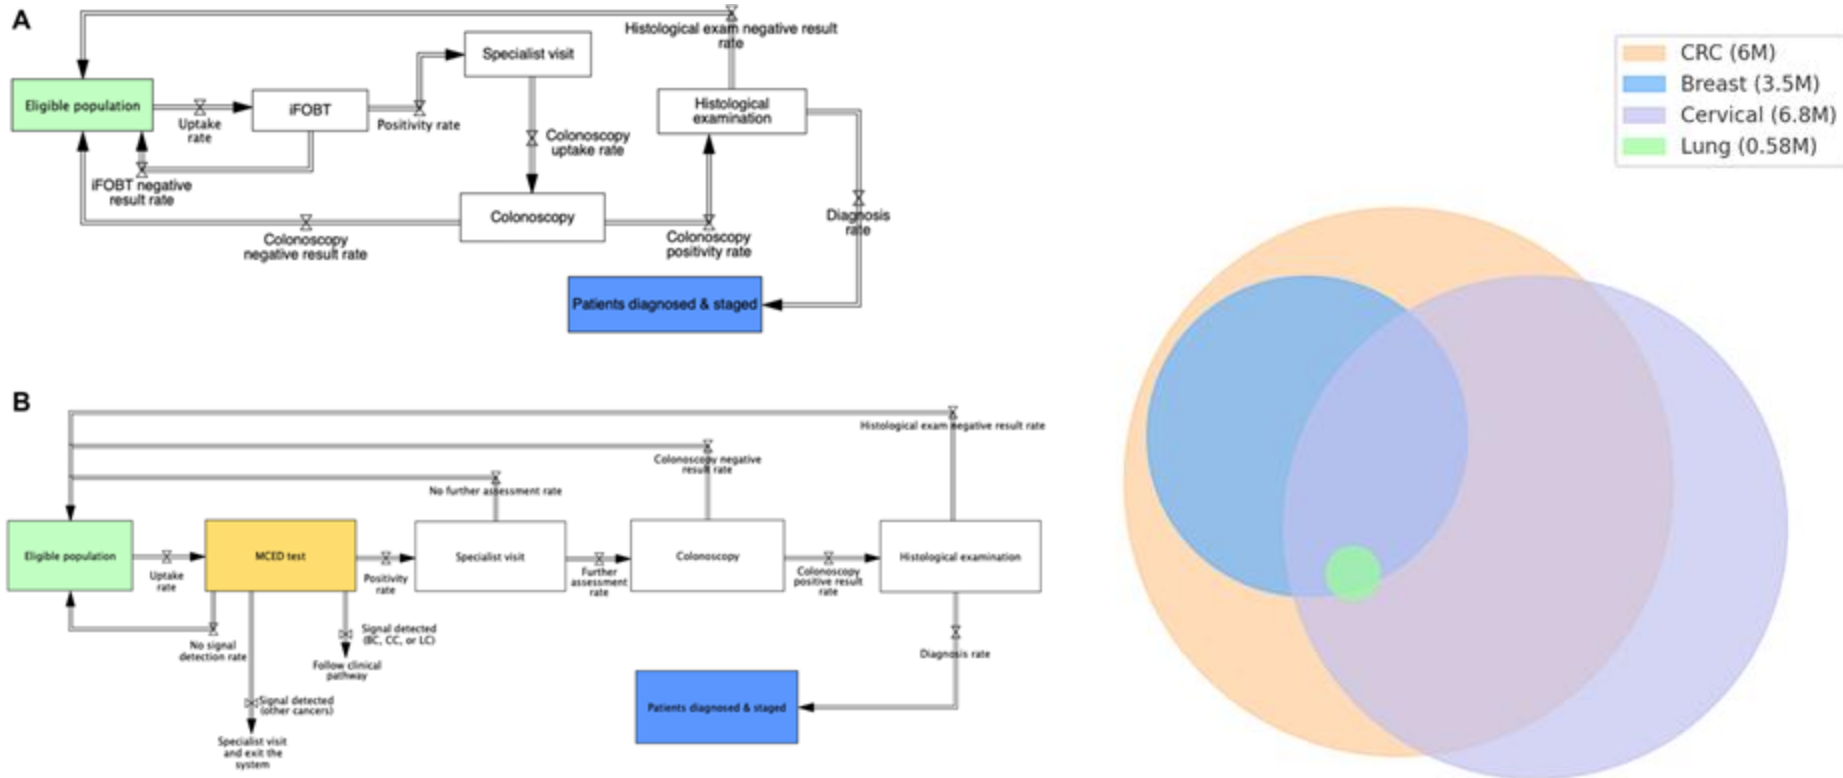 A
Histological exam negative result
rate
Specialist visit
Eligible population
iFOBT
Histological
examination
Uptake
rate
Positivity rate
Colonoscopy
uptake rate
iFOBT negative
result rate
Colonoscopy
Diagnosis
rate
Colonoscopy
negative result rate
Colonoscopy
positivity rate
Patients diagnosed & staged
B
Histological exam negative result rate
Colonoscopy negative
result rate
No further assessment rate
Eligible population
MCED test
Specialist visit
Colonoscopy
Histological examination
Uptake
rate
Positivity
rate
Further
assessment
rate
Colonoscopy
positive result
rate
No signal
detection rate
Signal detected
(BC, CC, or LC)
Follow clinical
pathway
Diagnosis rate
Signal detected
(other cancers)
Patients diagnosed & staged
Specialist visit
and exit the
system
CRC (6M)
Breast (3.5M)
Cervical (6.8M)
Lung (0.58M)